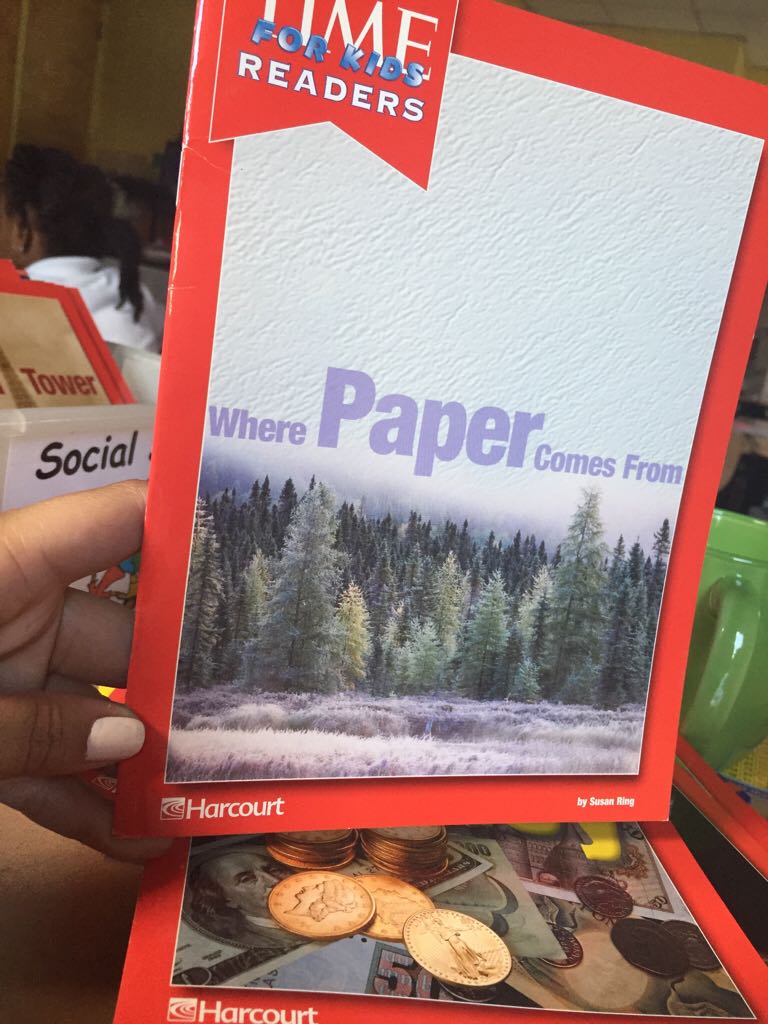 TIME
FOR KIDS
READERS
Where Paper Comes From
Harcourt
by Susan Ring
Tower
Social
Harcourt